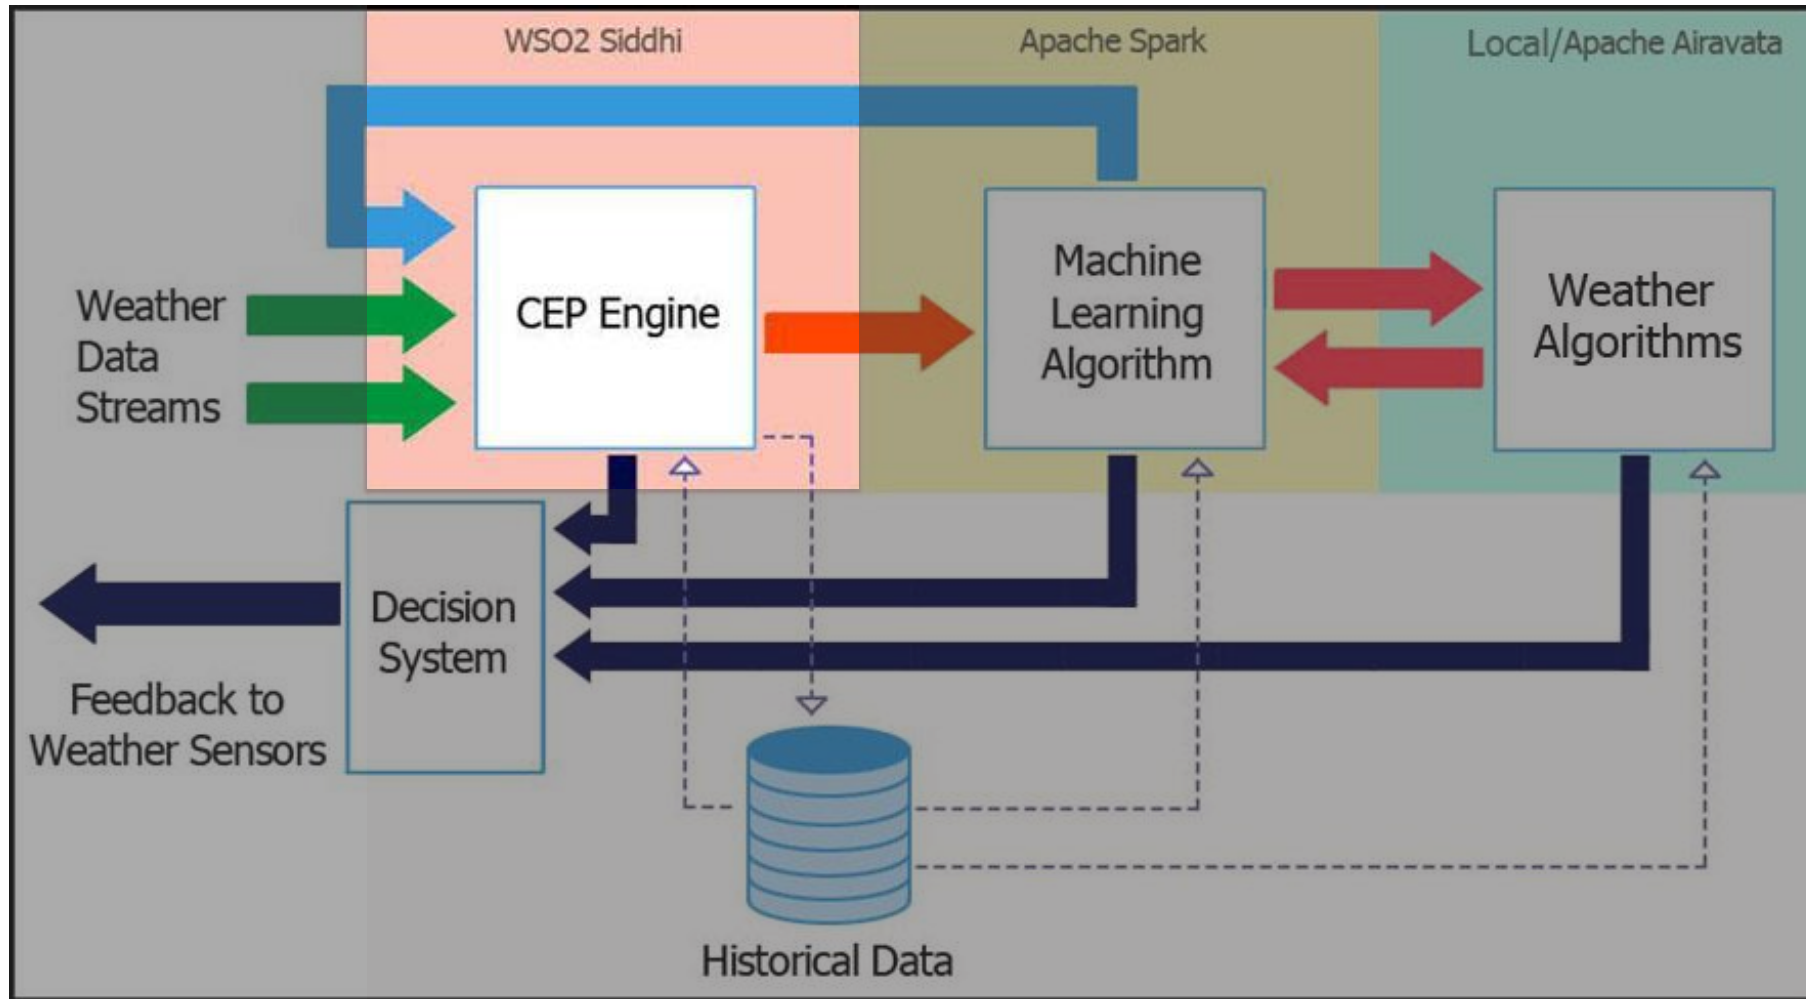 WSO2 Siddhi
Apache Spark
Local/Apache Airavata
Weather
Data
Streams
CEP Engine
Machine
Learning
Algorithm
Weather
Algorithms
Decision
System
Feedback to
Weather Sensors
Historical Data